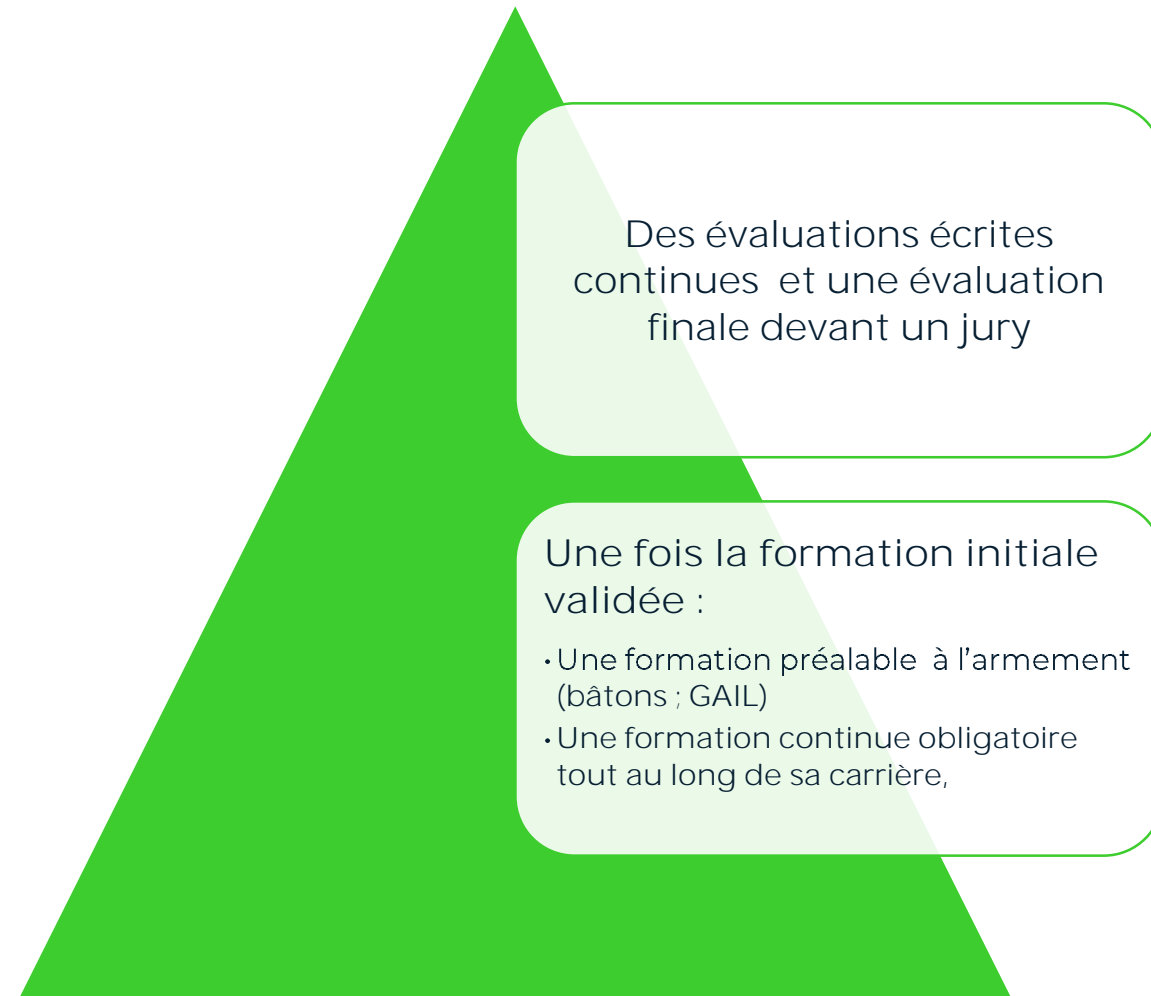 Des évaluations écrites
continues et une évaluation
finale devant un jury
Une fois la formation initiale
validée :
• Une formation préalable à l'armement
(bâtons ; GAIL)
• Une formation continue obligatoire
tout au long de sa carrière,